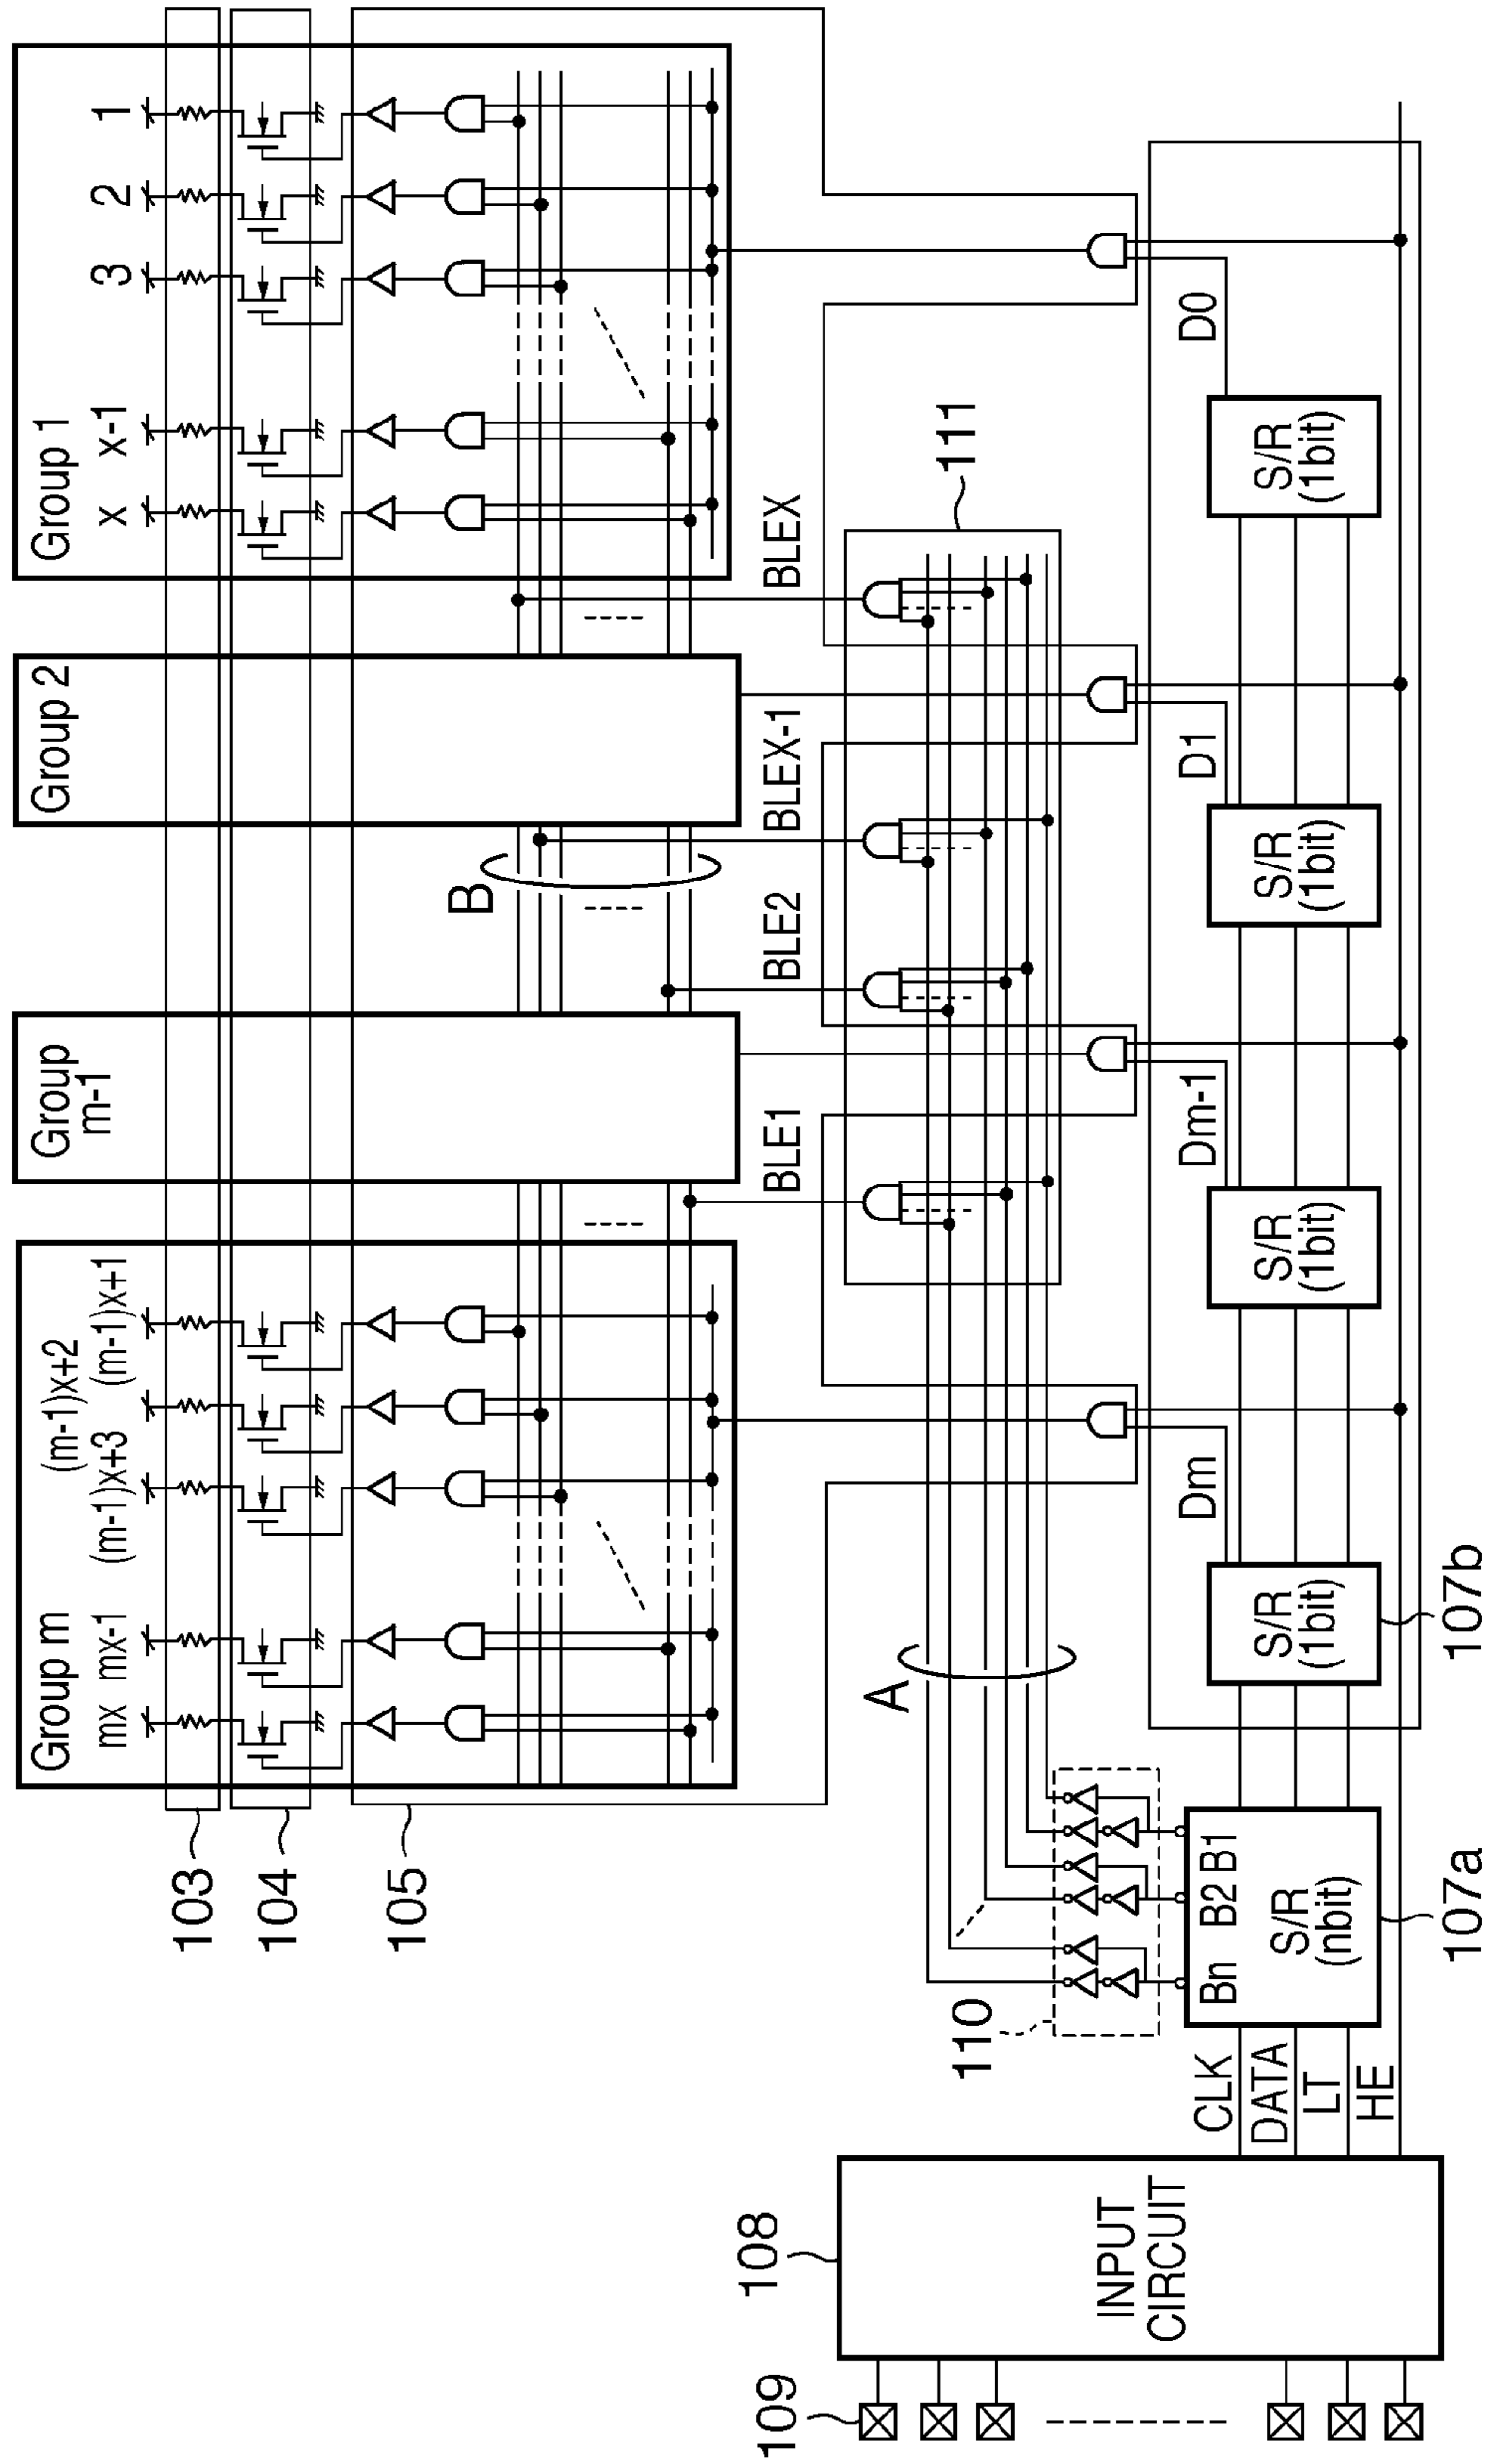 Group m
Group
m-1
Group 2
Group 1
mx
mx-1
(m-1)x+3
(m-1)x+2
(m-1)x+1
x
x-1
3
2
1
103
104
105
B
BLE1
BLE2
BLEX-1
BLEX
111
A
110
108
109
INPUT
CIRCUIT
CLK
DATA
LT
HE
Bn
B2
B1
S/R
(nbit)
107a
Dm
S/R
(1bit)
107b
Dm-1
S/R
(1bit)
D1
S/R
(1bit)
D0
S/R
(1bit)